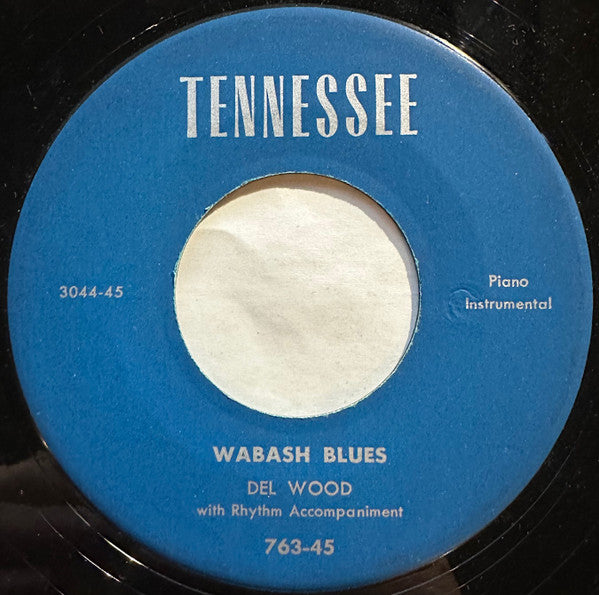 TENNESSEE
3044-45
Piano
Instrumental
WABASH BLUES
DEL WOOD
with Rhythm Accompaniment
763-45